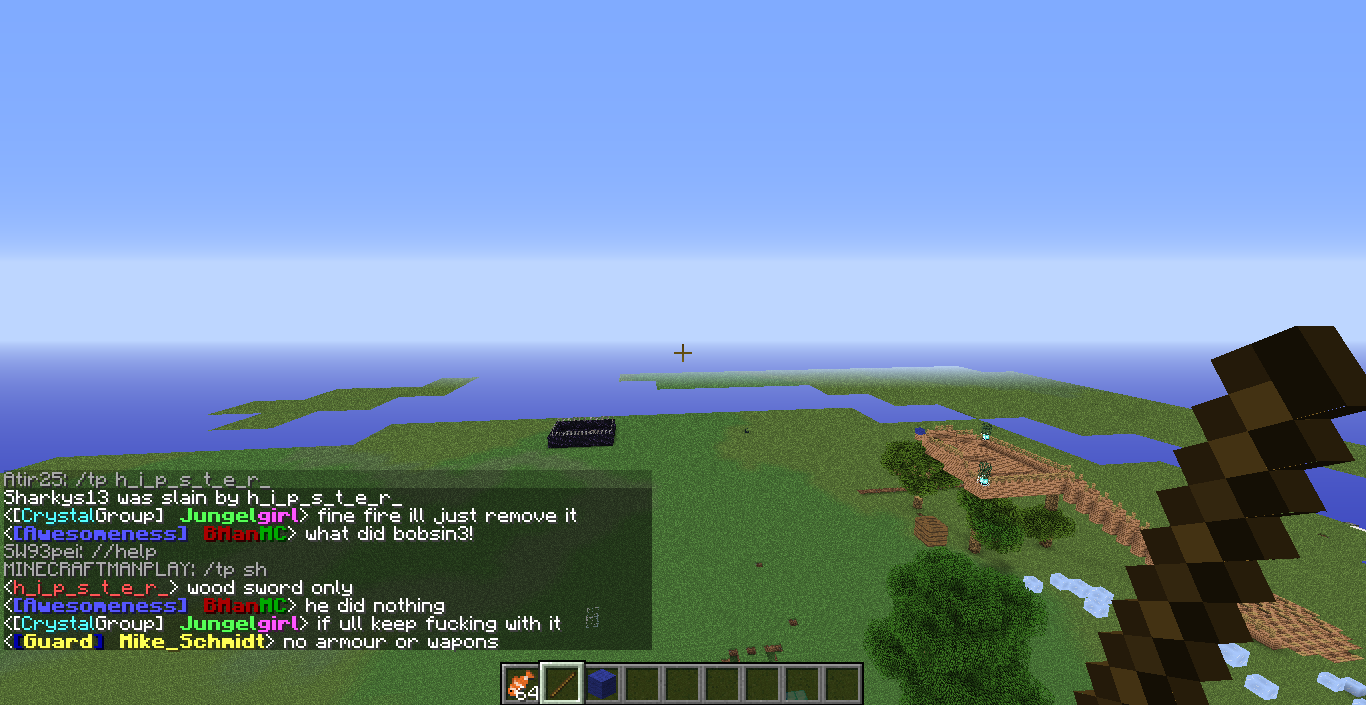 Atir25: /tp h_i_p_s_t_e_r_
Sharkys13 was slain by h_i_p_s_t_e_r_
<[CrystalGroup] Jungelgirl> fine fire ill just remove it
<[Awesomeness] BManMC> what did bobsin3!
SW93pei: //help
MINECRAFTMANPLAY: /tp sh
<h_i_p_s_t_e_r_> wood sword only
<[Awesomeness] BManMC> he did nothing
<[CrystalGroup] Jungelgirl> if ull keep fucking with it
<[Guard] Mike_Schmidt> no armour or wapons
64